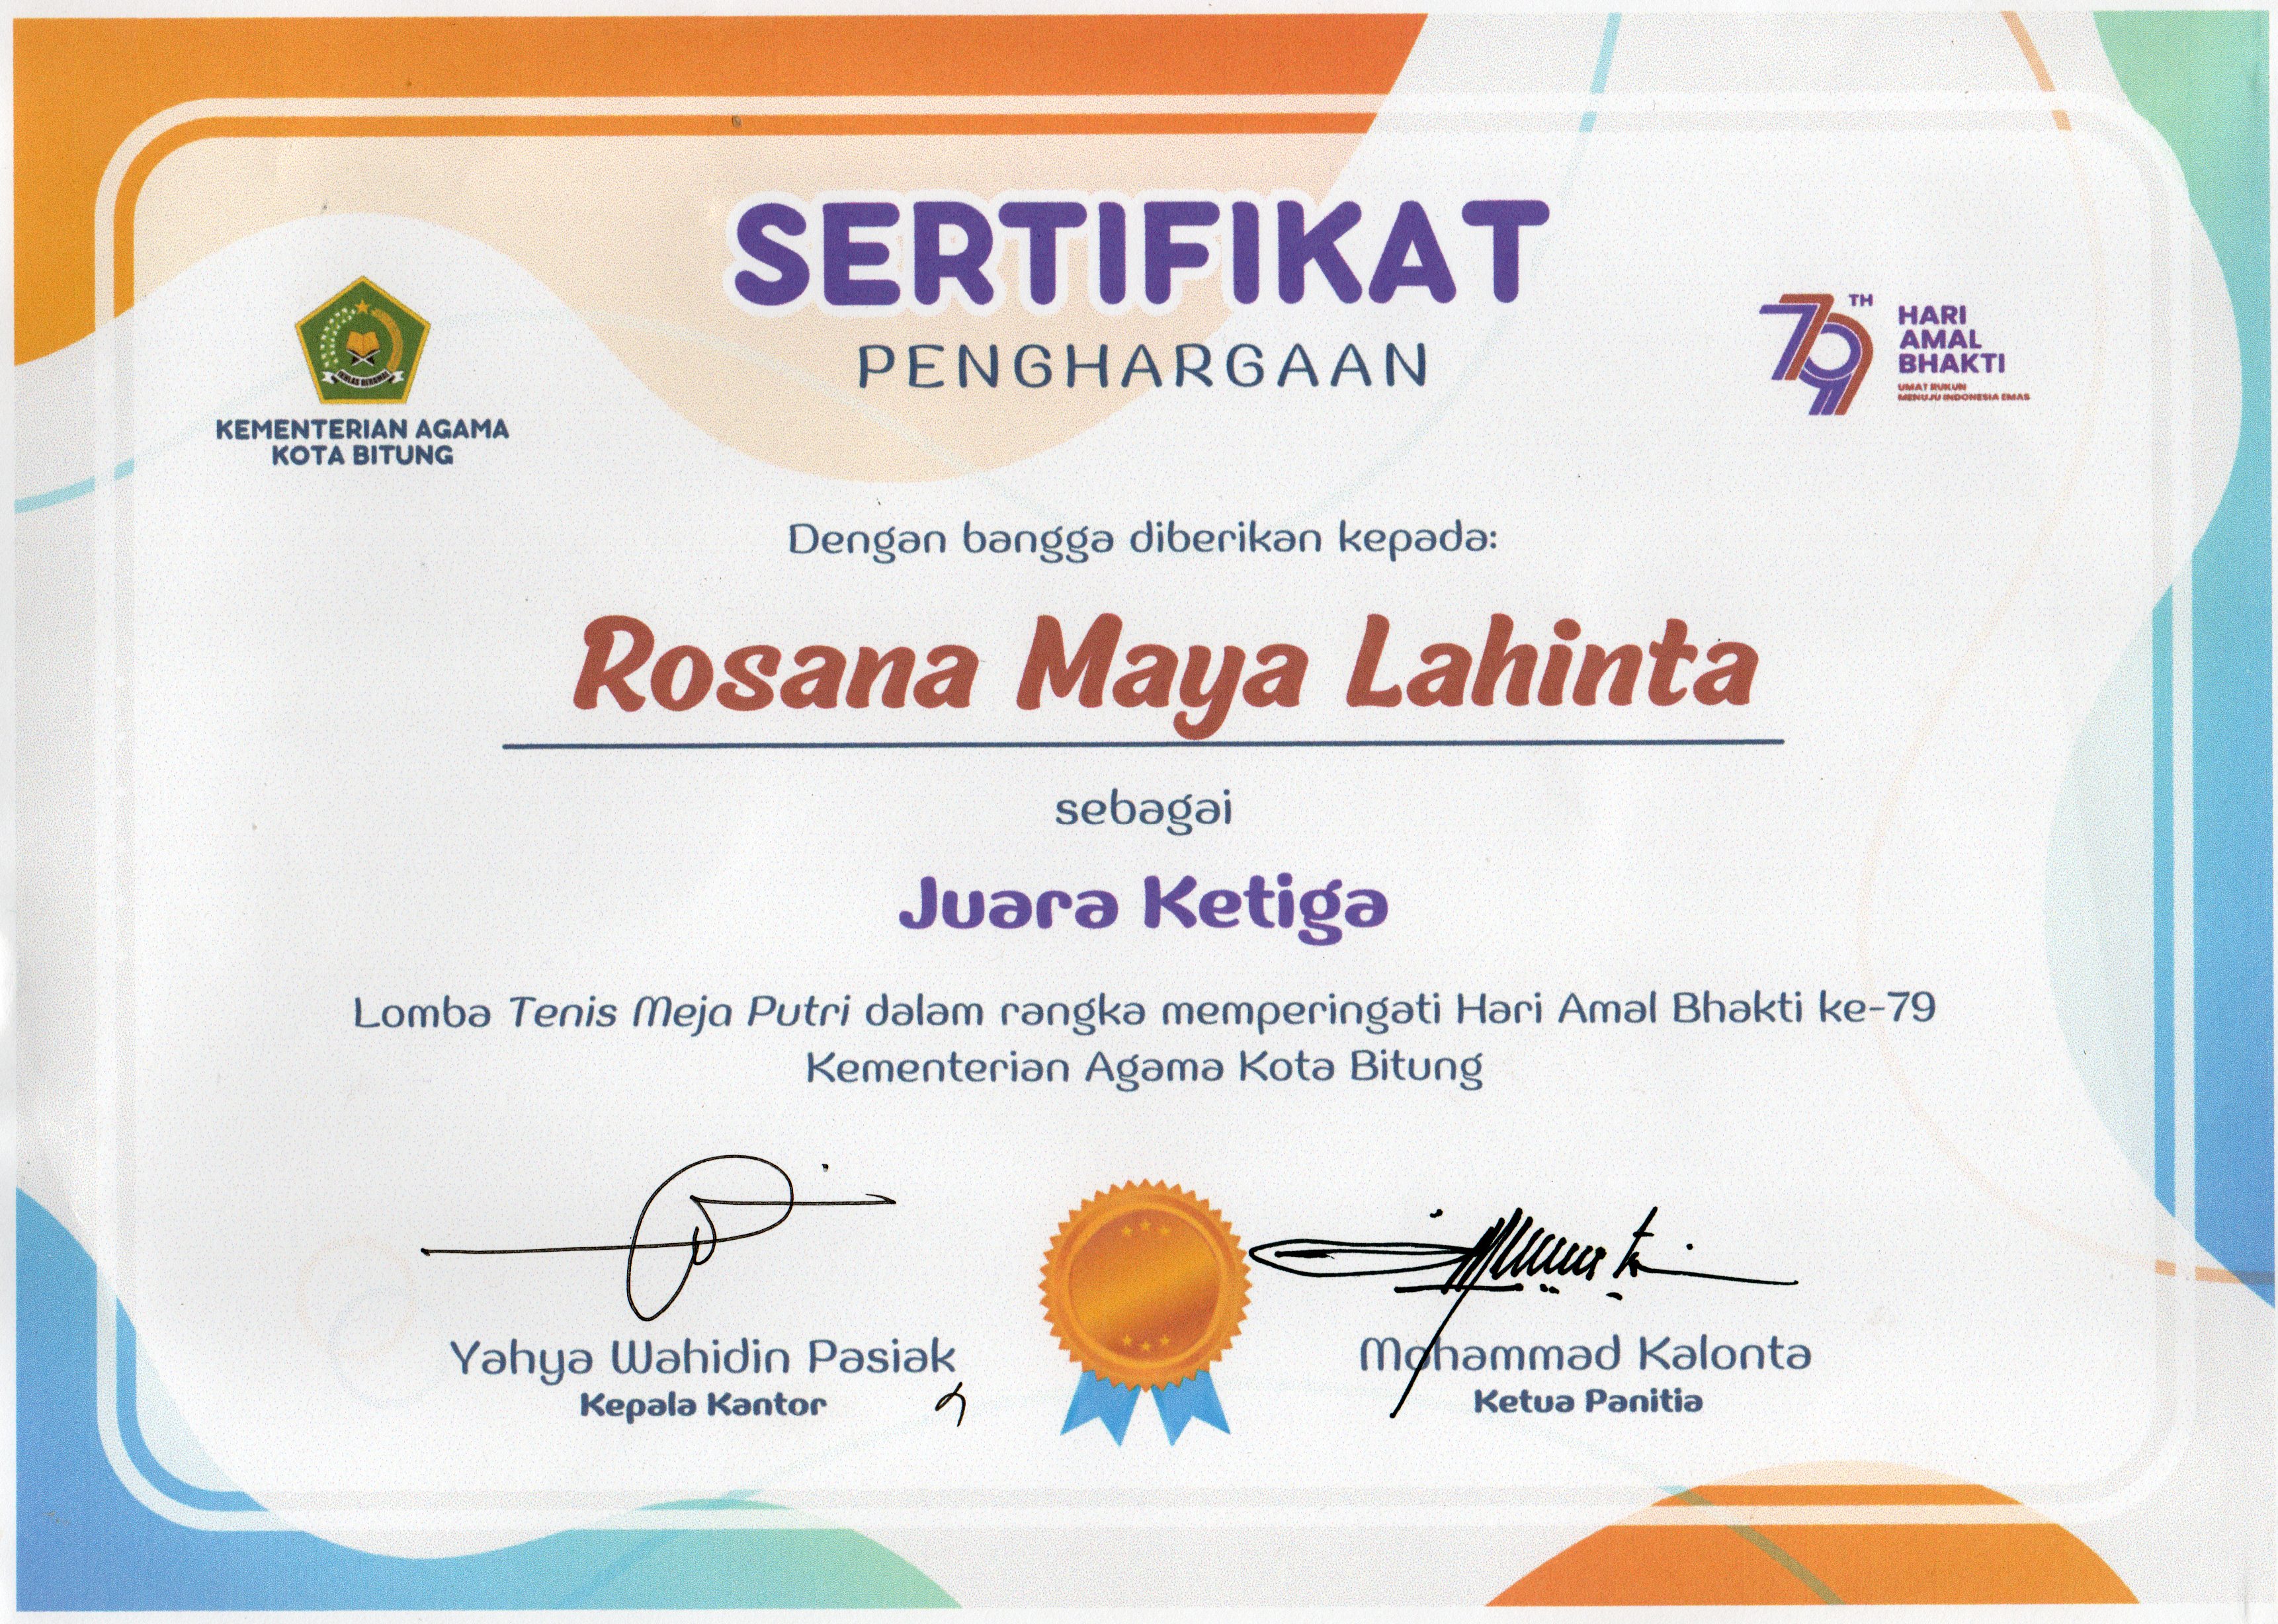 SERTIFIKAT
PENGHARGAAN
IKHLAS BERAMAL
KEMENTERIAN AGAMA
KOTA BITUNG
79TH
HARI
AMAL
BHAKTI
UMAT RUKUN
MENUJU INDONESIA EMAS
Dengan bangga diberikan kepada:
Rosana Maya Lahinta
sebagai
Juara Ketiga
Lomba Tenis Meja Putri dalam rangka memperingati Hari Amal Bhakti ke-79
Kementerian Agama Kota Bitung
Yahya Wahidin Pasiak
Kepala Kantor
Mohammad Kalonta
Ketua Panitia